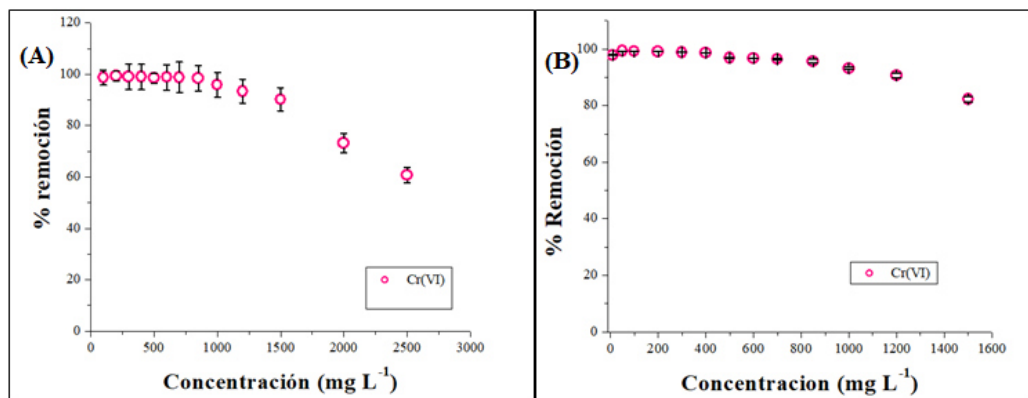 (A)
120
100
80
60
40
20
0
% remoción
Cr(VI)
0 500 1000 1500 2000 2500 3000
Concentración (mg L⁻¹)
(B)
100
80
60
40
20
0
% Remoción
Cr(VI)
0 200 400 600 800 1000 1200 1400 1600
Concentracion (mg L⁻¹)